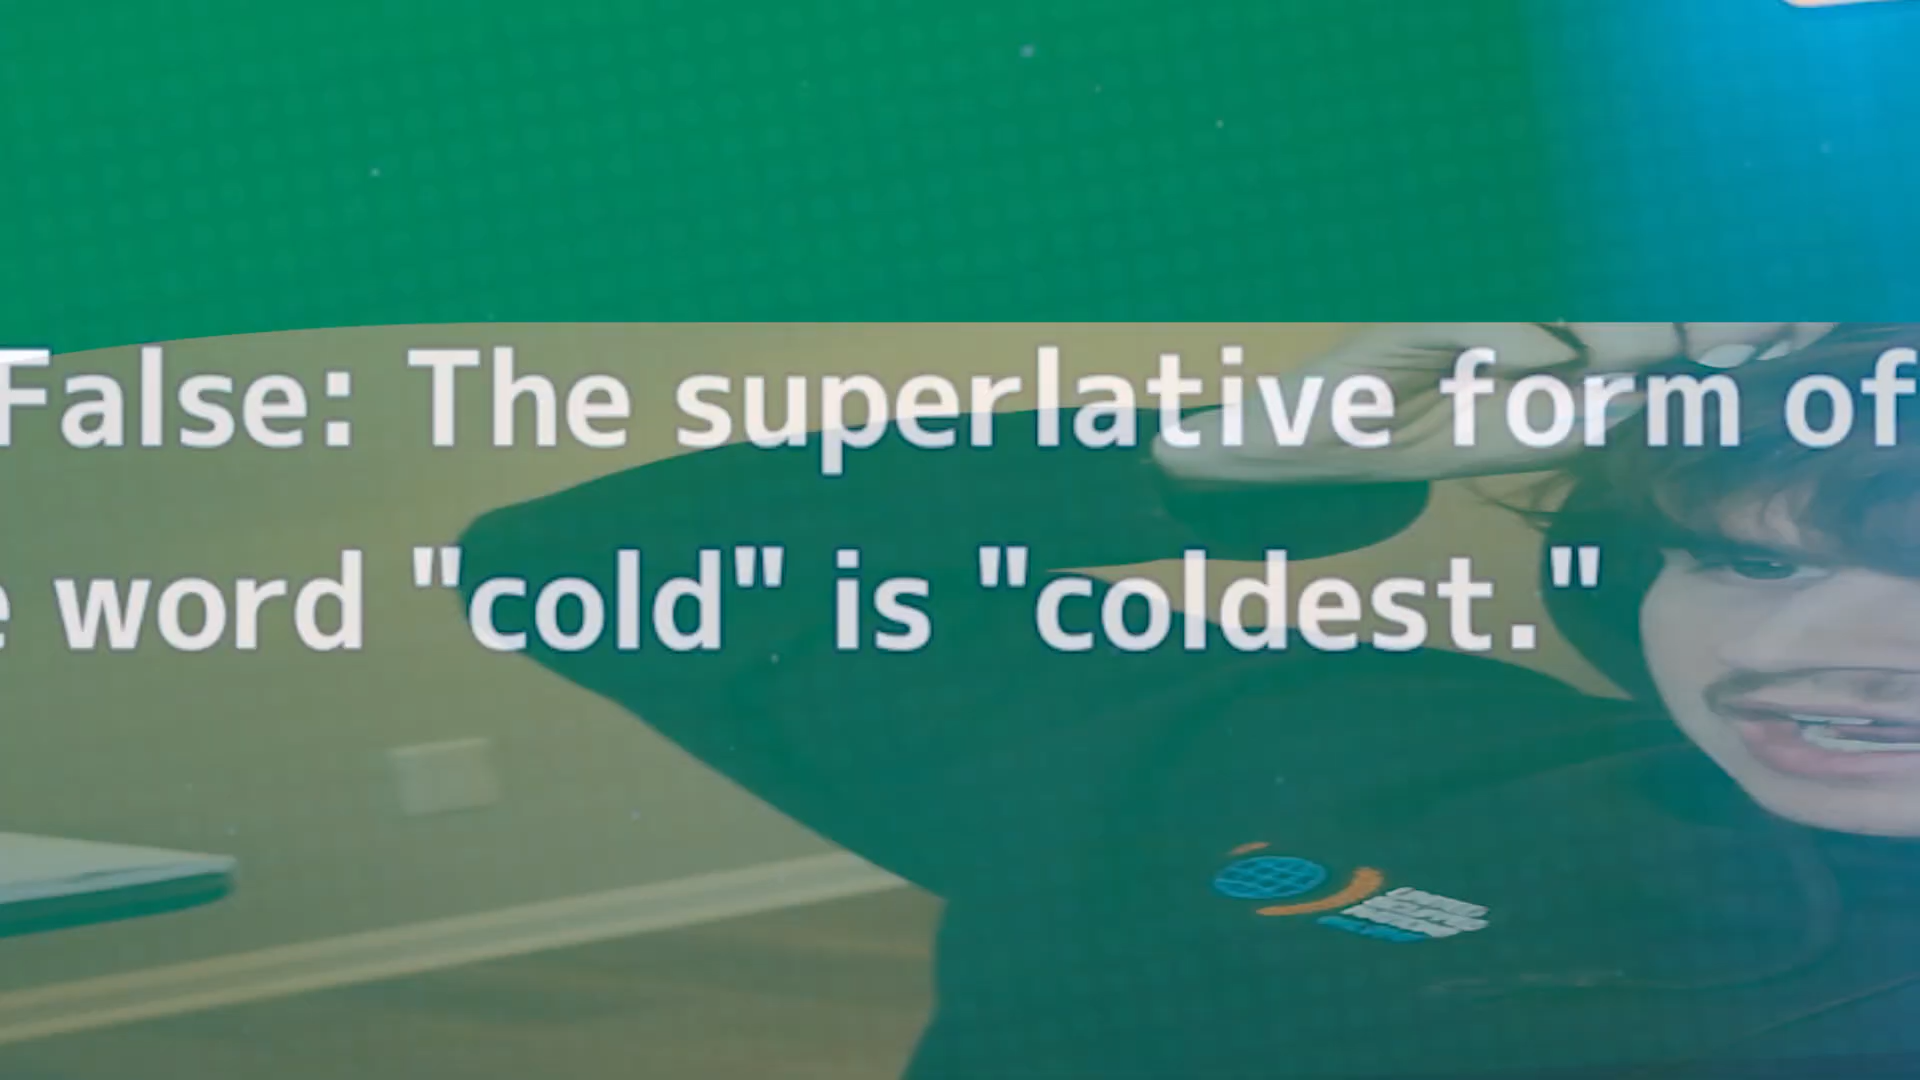 False: The superlative form of
word "cold" is "coldest."